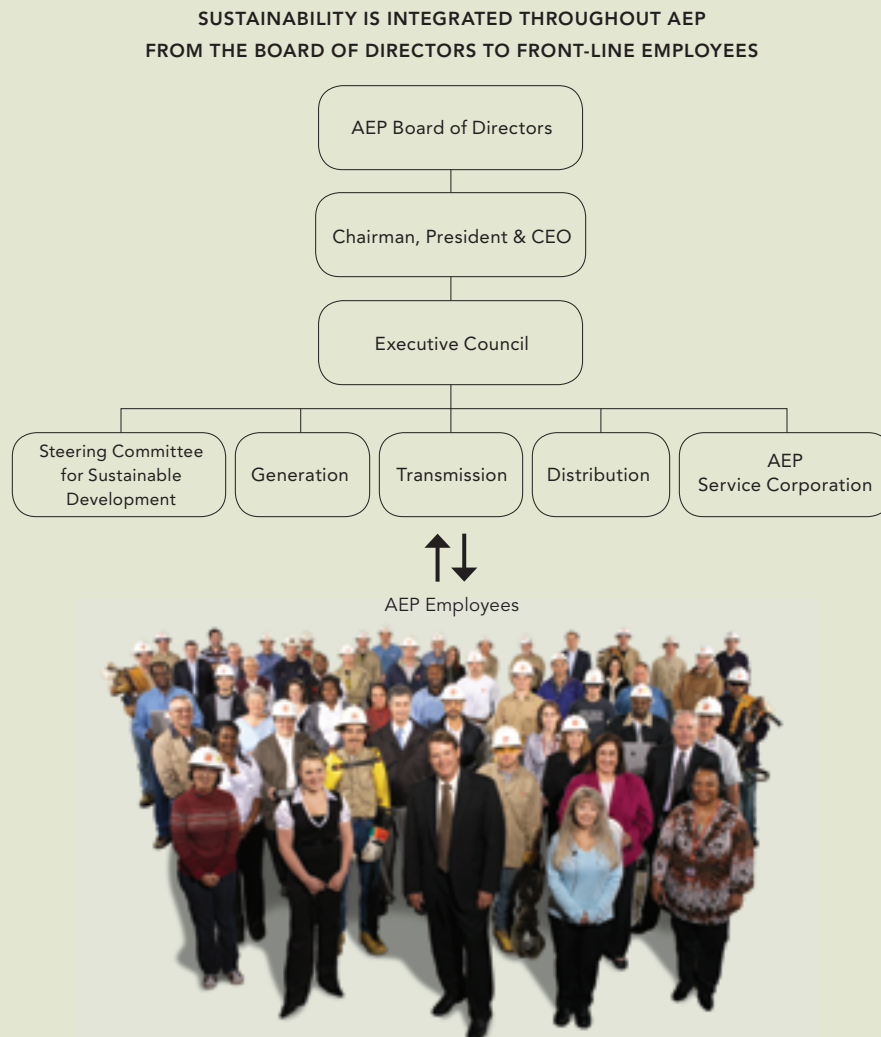 SUSTAINABILITY IS INTEGRATED THROUGHOUT AEP
FROM THE BOARD OF DIRECTORS TO FRONT-LINE EMPLOYEES
AEP Board of Directors
Chairman, President & CEO
Executive Council
Steering Committee
for Sustainable
Development
Generation
Transmission
Distribution
AEP
Service Corporation
AEP Employees